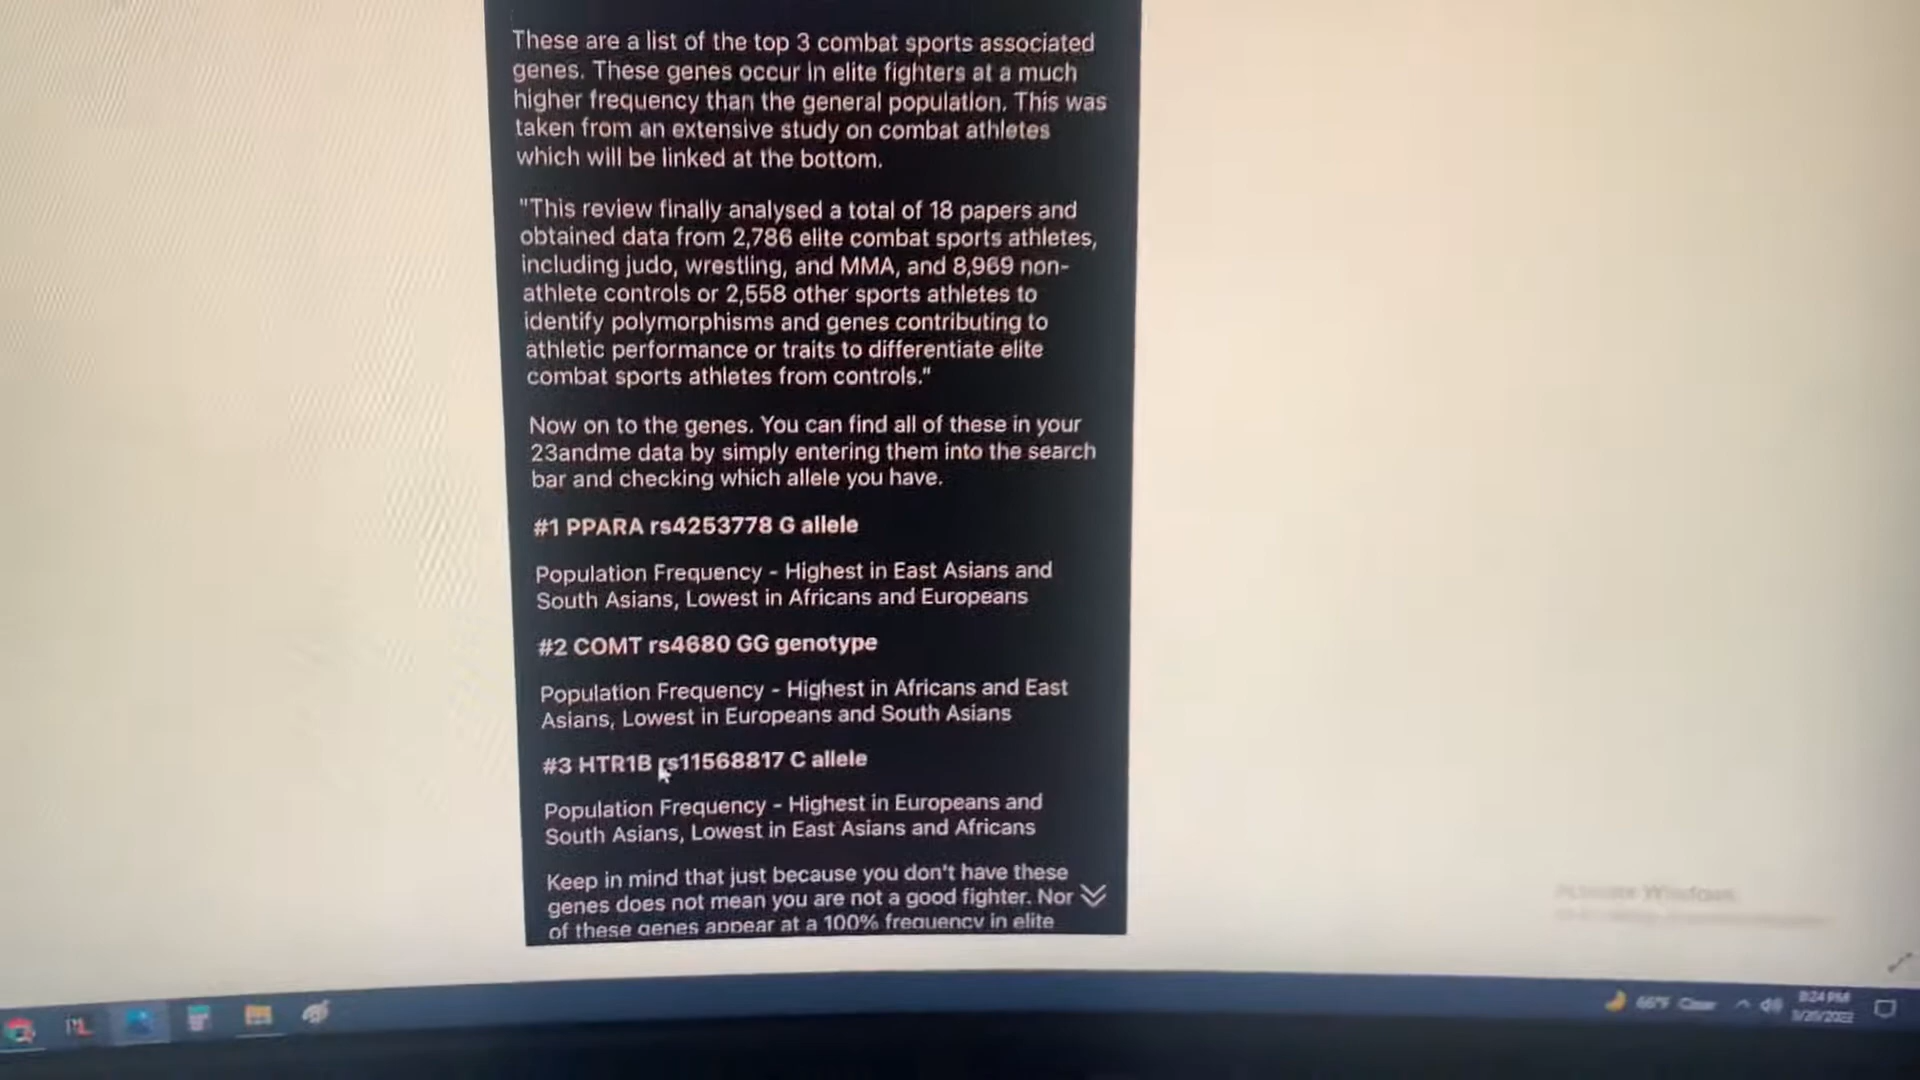 These are a list of the top 3 combat sports associated
genes. These genes occur in elite fighters at a much
higher frequency than the general population. This was
taken from an extensive study on combat athletes
which will be linked at the bottom.
"This review finally analysed a total of 18 papers and
obtained data from 2,786 elite combat sports athletes,
including judo, wrestling, and MMA, and 8,969 non-
athlete controls or 2,558 other sports athletes to
identify polymorphisms and genes contributing to
athletic performance or traits to differentiate elite
combat sports athletes from controls."
Now on to the genes. You can find all of these in your
23andme data by simply entering them into the search
bar and checking which allele you have.
#1 PPARA rs4253778 G allele
Population Frequency - Highest in East Asians and
South Asians, Lowest in Africans and Europeans
#2 COMT rs4680 GG genotype
Population Frequency - Highest in Africans and East
Asians, Lowest in Europeans and South Asians
#3 HTR1B rs11568817 C allele
Population Frequency - Highest in Europeans and
South Asians, Lowest in East Asians and Africans
Keep in mind that just because you don't have these
genes does not mean you are not a good fighter. Nor
of these genes appear at a 100% frequency in elite
Activate Windows
66°F Clear
8:24 PM